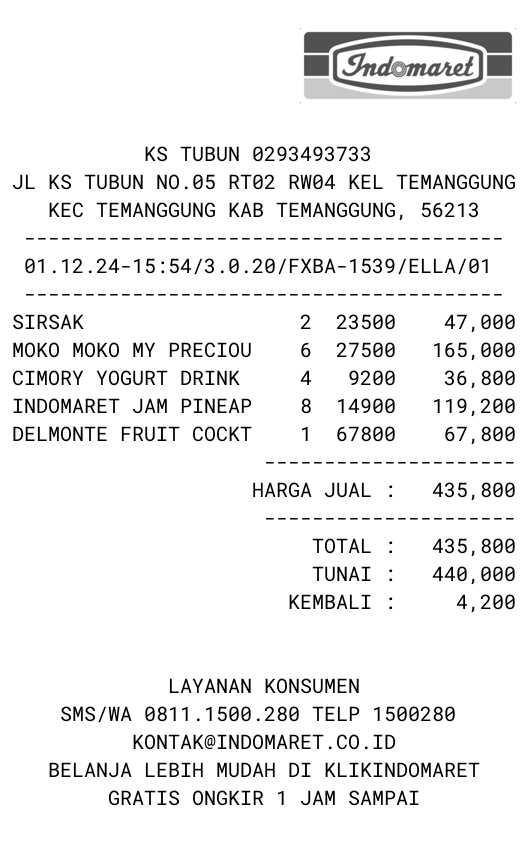 Indomaret
KS TUBUN 0293493733
JL KS TUBUN NO.05 RT02 RW04 KEL TEMANGGUNG
KEC TEMANGGUNG KAB TEMANGGUNG, 56213
----------------------------------------
01.12.24-15:54/3.0.20/FXBA-1539/ELLA/01
----------------------------------------
SIRSAK 2 23500 47,000
MOKO MOKO MY PRECIOU 6 27500 165,000
CIMORY YOGURT DRINK 4 9200 36,800
INDOMARET JAM PINEAP 8 14900 119,200
DELMONTE FRUIT COCKT 1 67800 67,800
---------------------
HARGA JUAL : 435,800
---------------------
TOTAL : 435,800
TUNAI : 440,000
KEMBALI : 4,200
LAYANAN KONSUMEN
SMS/WA 0811.1500.280 TELP 1500280
KONTAK@INDOMARET.CO.ID
BELANJA LEBIH MUDAH DI KLIKINDOMARET
GRATIS ONGKIR 1 JAM SAMPAI